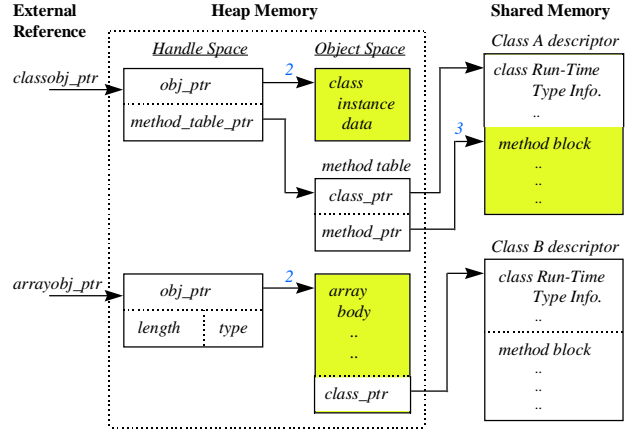 External Reference
Heap Memory
Shared Memory
Handle Space
Object Space
Class A descriptor
classobj_ptr
obj_ptr
2
class
instance
data
class Run-Time
Type Info.
..
method_table_ptr
3
method block
..
..
..
method table
class_ptr
method_ptr
Class B descriptor
arrayobj_ptr
obj_ptr
2
array
body
..
..
class Run-Time
Type Info.
..
length
type
method block
..
..
..
class_ptr